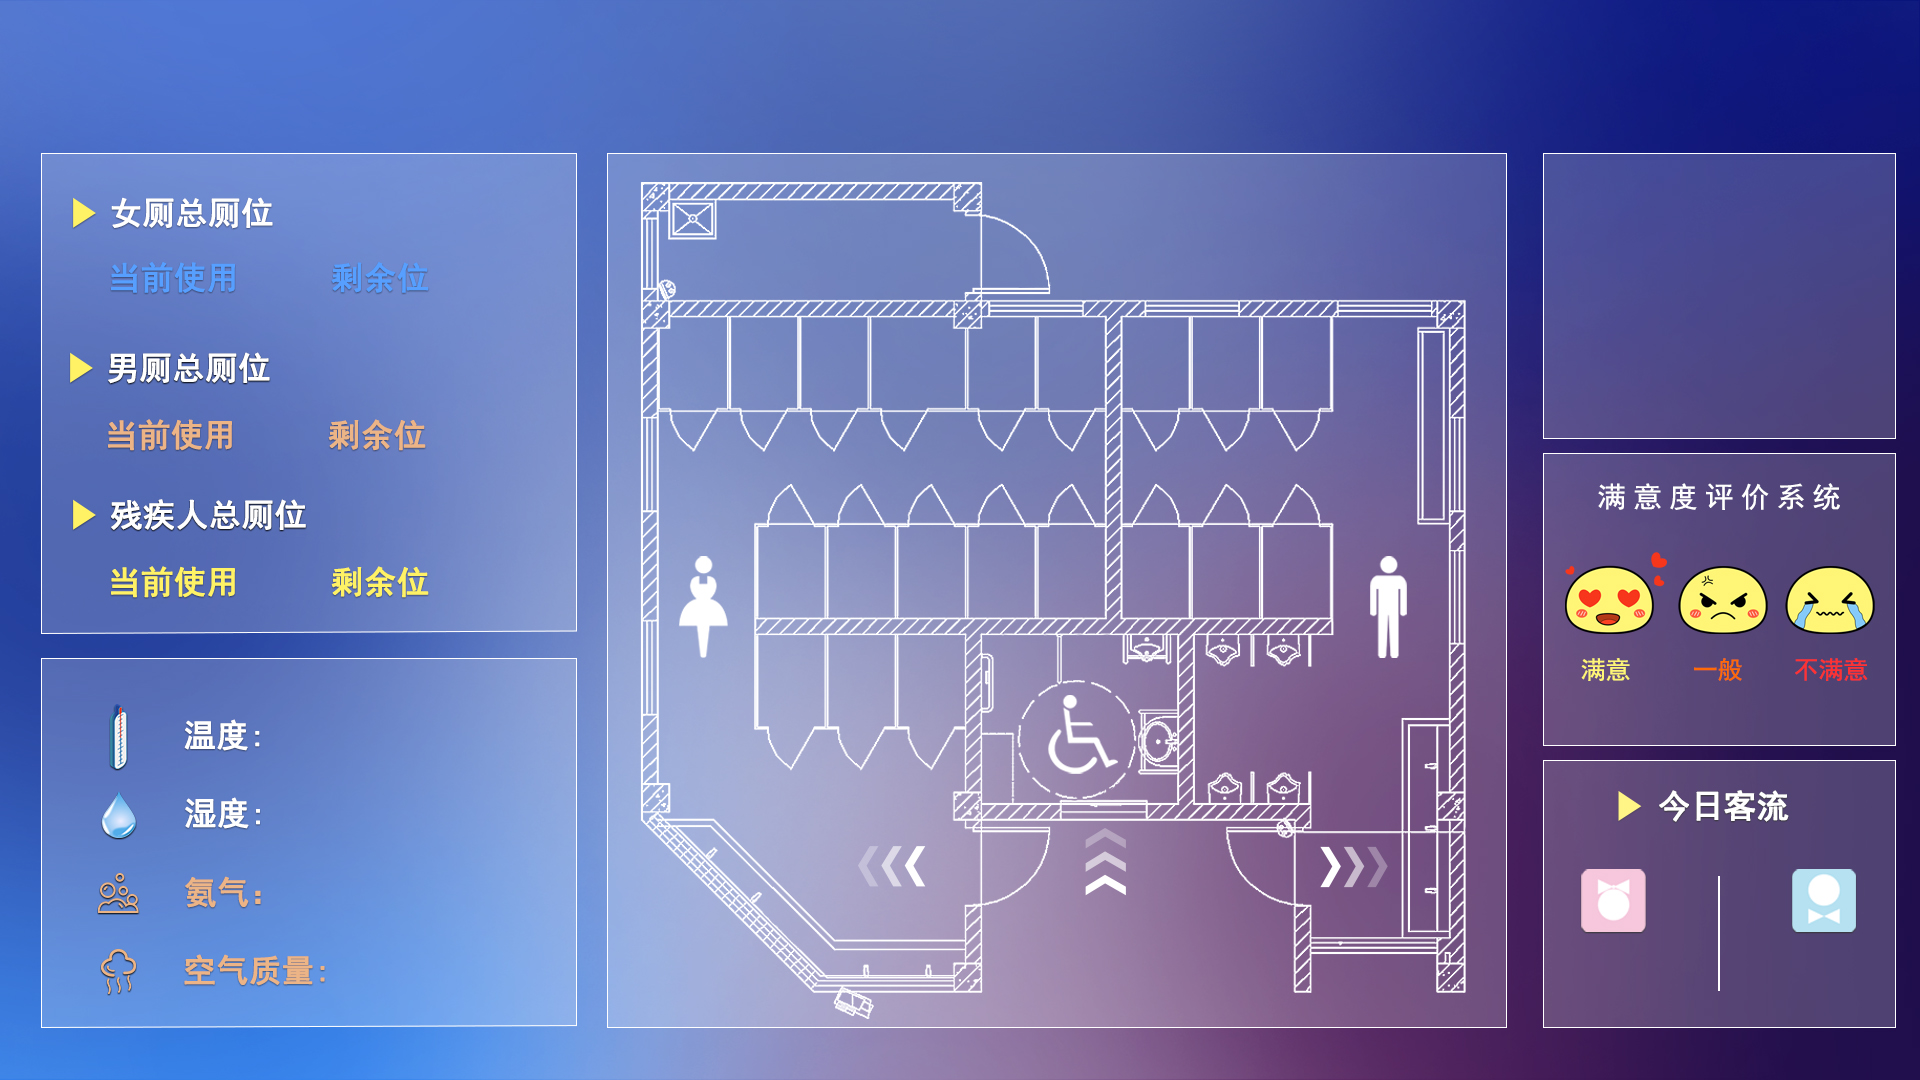 女厕总厕位
当前使用 剩余位
男厕总厕位
当前使用 剩余位
残疾人总厕位
当前使用 剩余位
温度：
湿度：
氨气：
空气质量：
满意度评价系统
满意 一般 不满意
今日客流